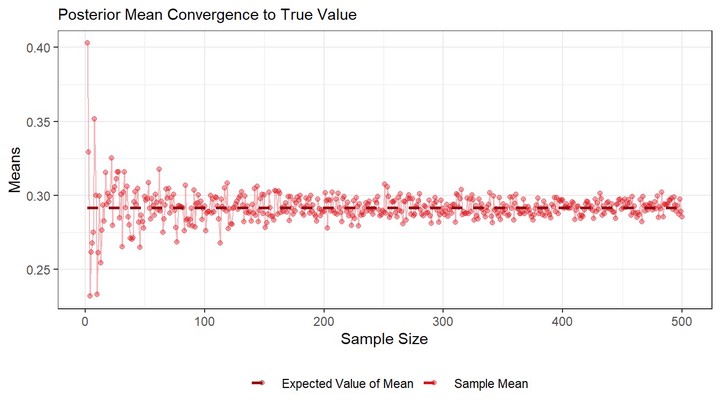 Posterior Mean Convergence to True Value
Means
0.40
0.35
0.30
0.25
0 100 200 300 400 500
Sample Size
Expected Value of Mean Sample Mean